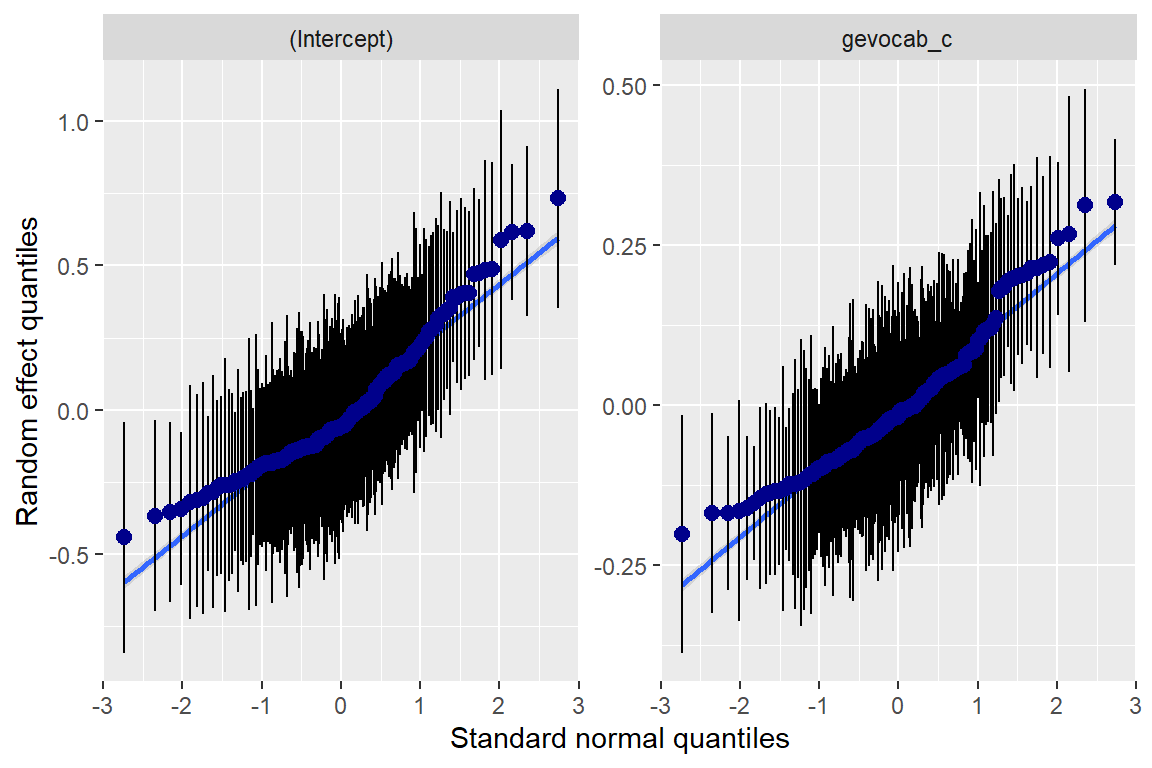 (Intercept) gevocab_c
Random effect quantiles
1.0
0.5
0.0
-0.5
0.50
0.25
0.00
-0.25
-3 -2 -1 0 1 2 3 -3 -2 -1 0 1 2 3
Standard normal quantiles